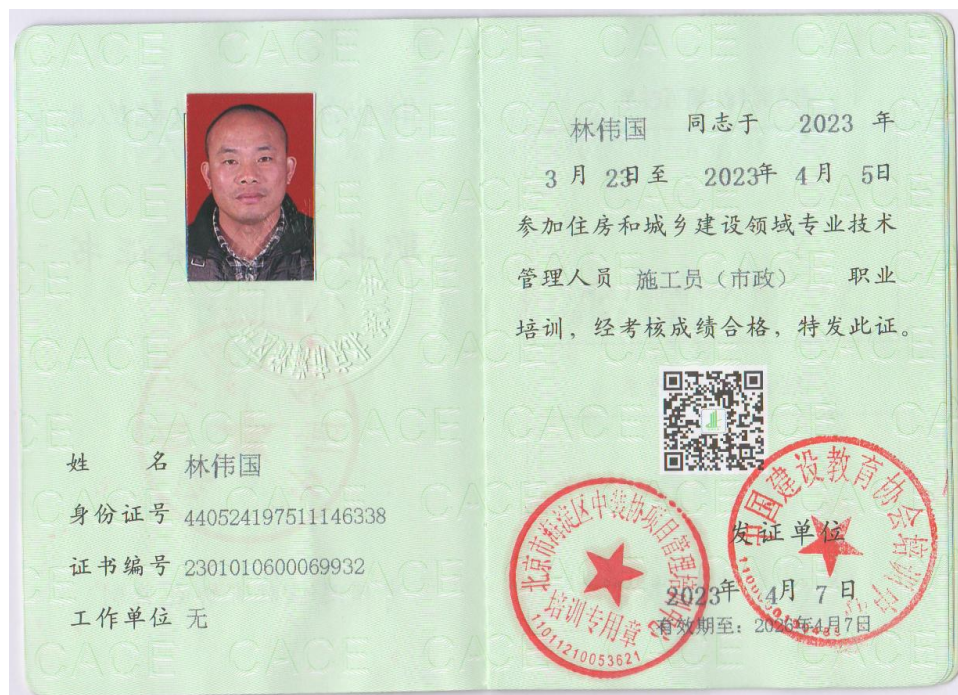 林伟国 同志于 2023 年
3 月 23日至 2023年 4 月 5日
参加住房和城乡建设领域专业技术
管理人员 施工员（市政） 职业
培训，经考核成绩合格，特发此证。
姓 名 林伟国
身份证号 440524197511146338
证书编号 2301010600069932
工作单位 无
发证单位
2023年 4月 7 日
有效期至：2026年4月7日
北京市海淀区中装协项目管理培训中心
培训专用章
11011210053621
中国建设教育协会培训中心
CACE